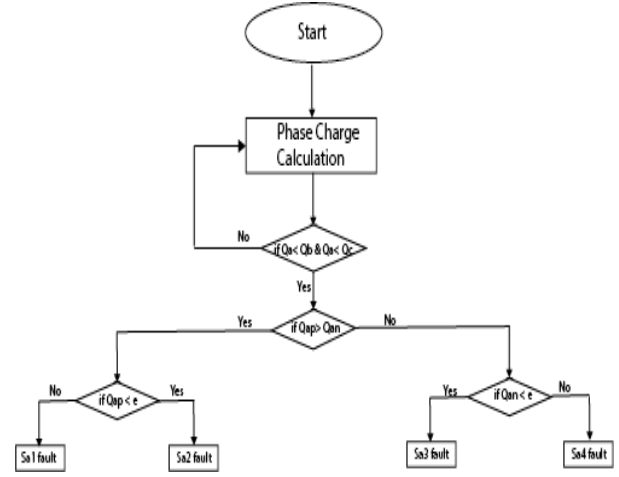 Start
Phase Charge
Calculation
No
if Qa< Qb & Qa< Qc
Yes
Yes
if Qap> Qan
No
No
if Qap < e
Yes
Yes
if Qan < e
No
Sa1 fault
Sa2 fault
Sa3 fault
Sa4 fault